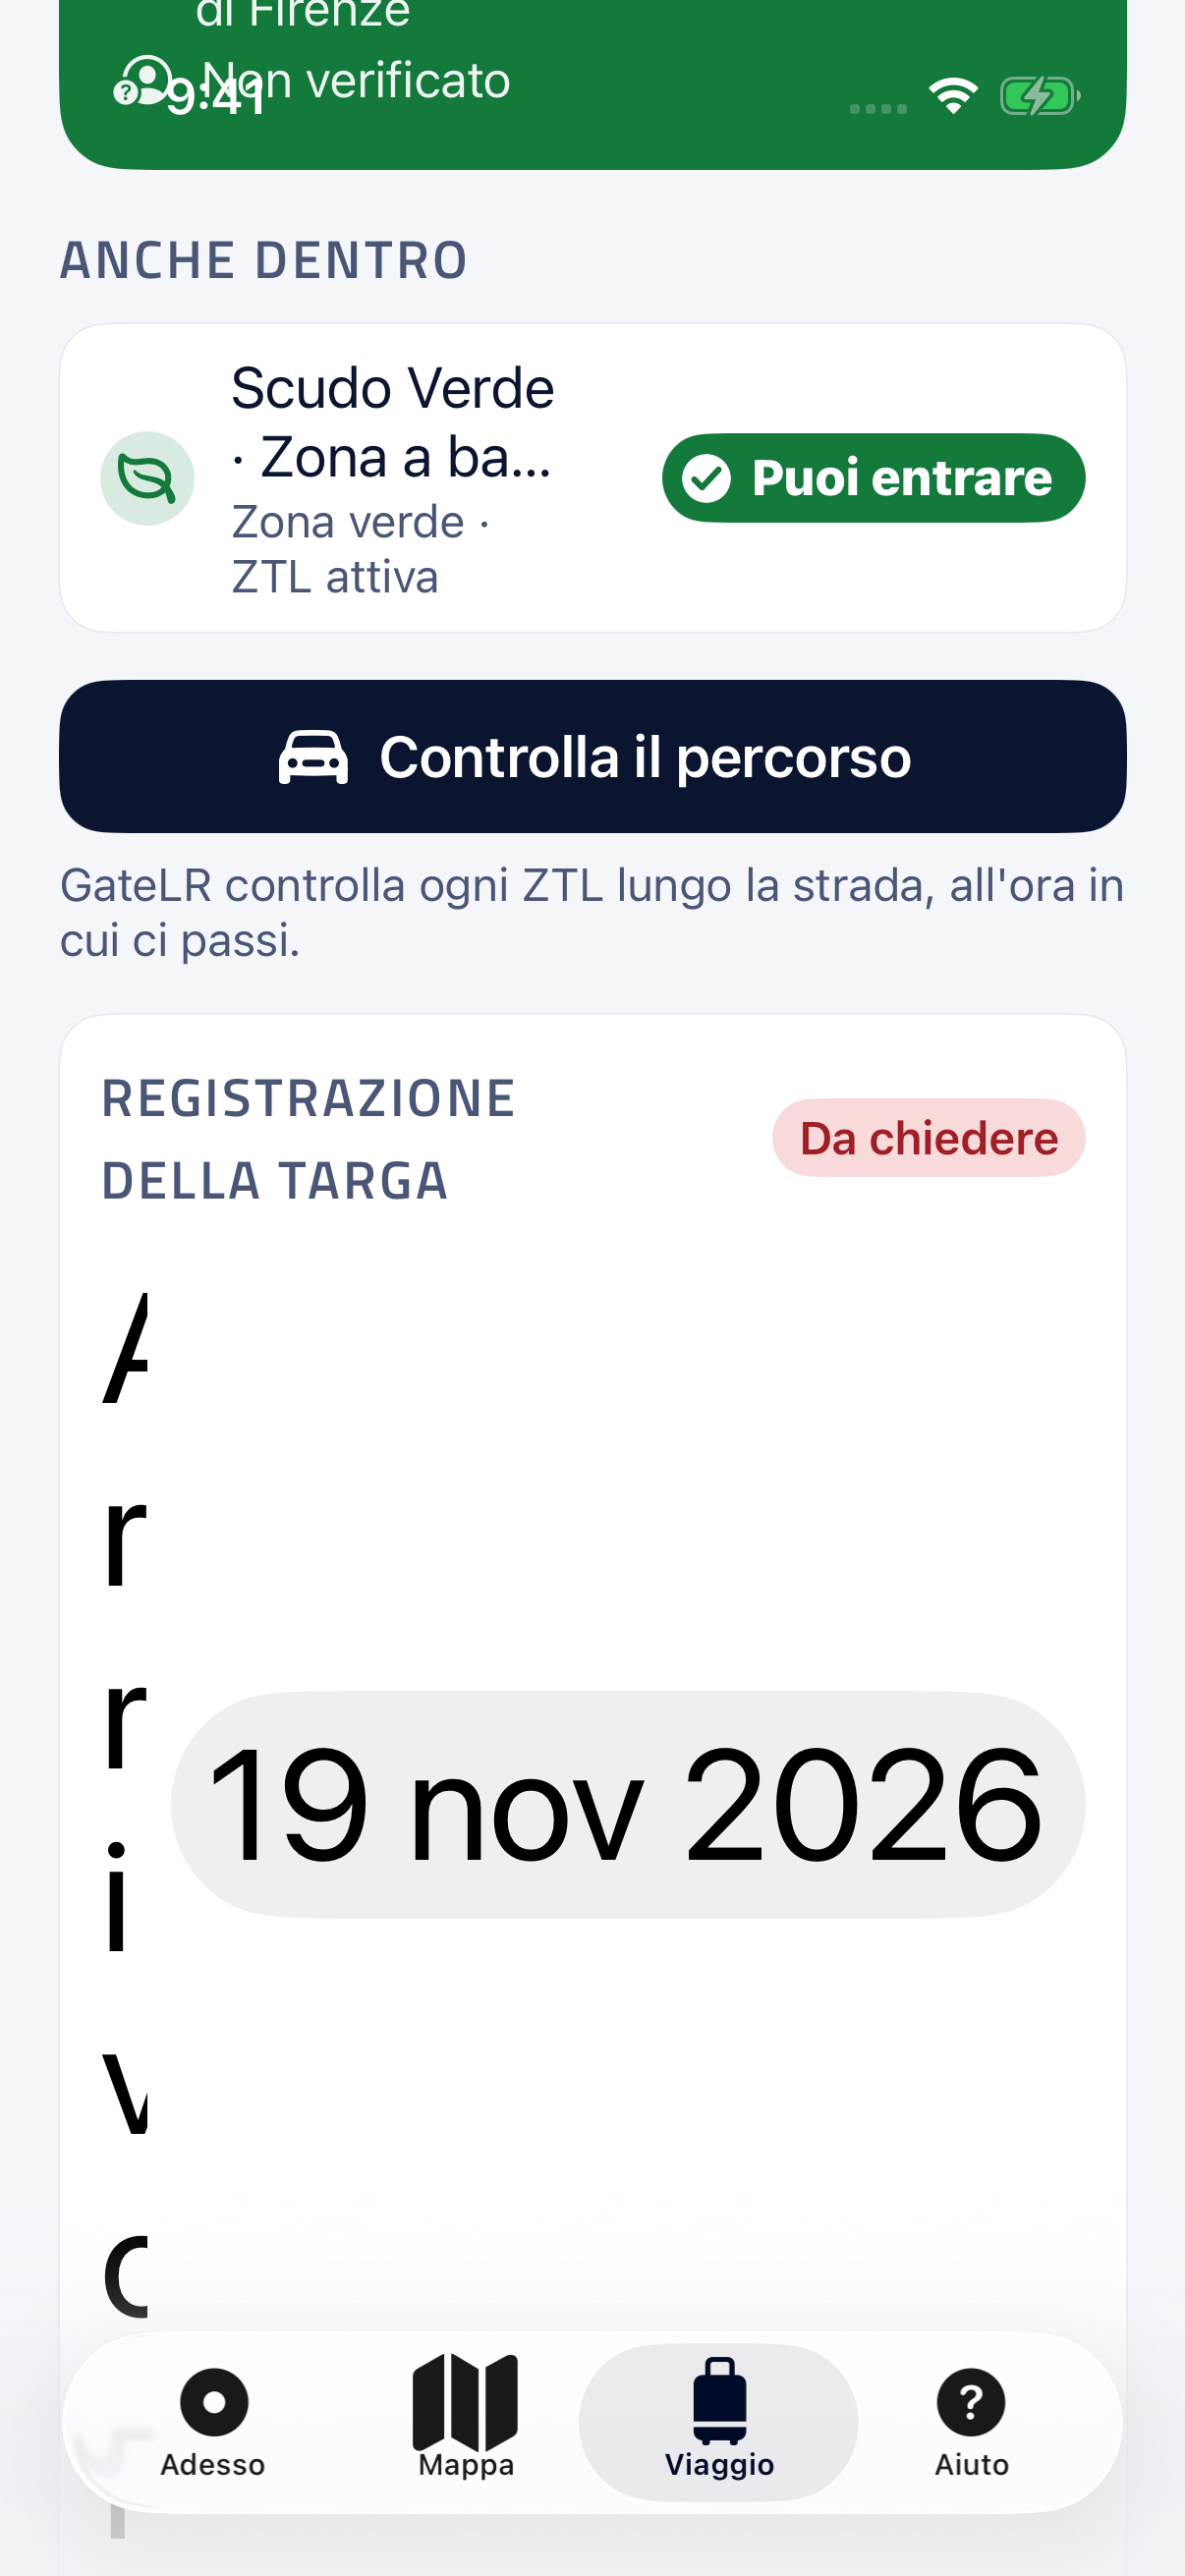 di Firenze
Non verificato
9:41
ANCHE DENTRO
Scudo Verde
· Zona a ba...
Zona verde ·
ZTL attiva
Puoi entrare
Controlla il percorso
GateLR controlla ogni ZTL lungo la strada, all'ora in
cui ci passi.
REGISTRAZIONE
DELLA TARGA
Da chiedere
A
r
r
i
v
o
19 nov 2026
Adesso
Mappa
Viaggio
Aiuto